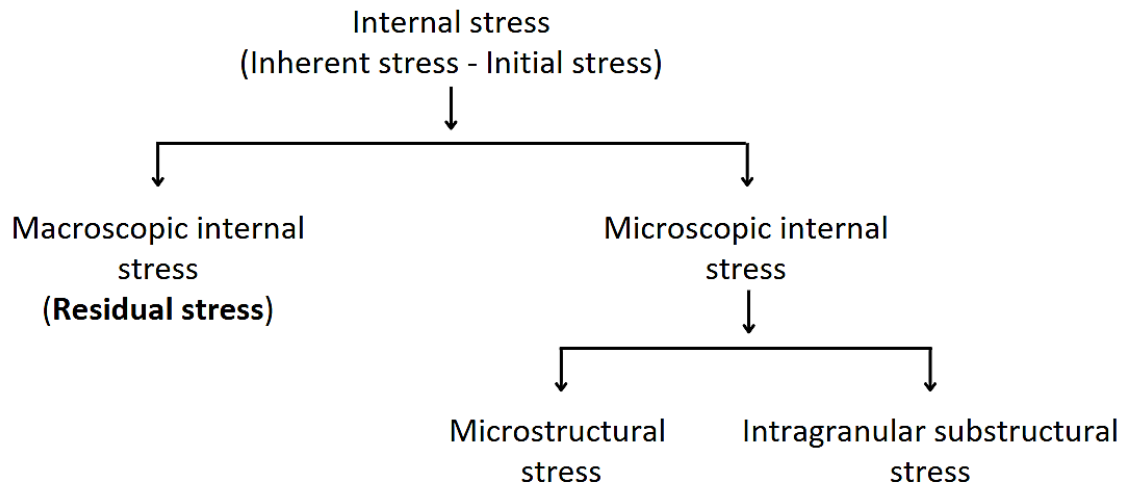 Internal stress
(Inherent stress - Initial stress)
Macroscopic internal
stress
(Residual stress)
Microscopic internal
stress
Microstructural
stress
Intragranular substructural
stress